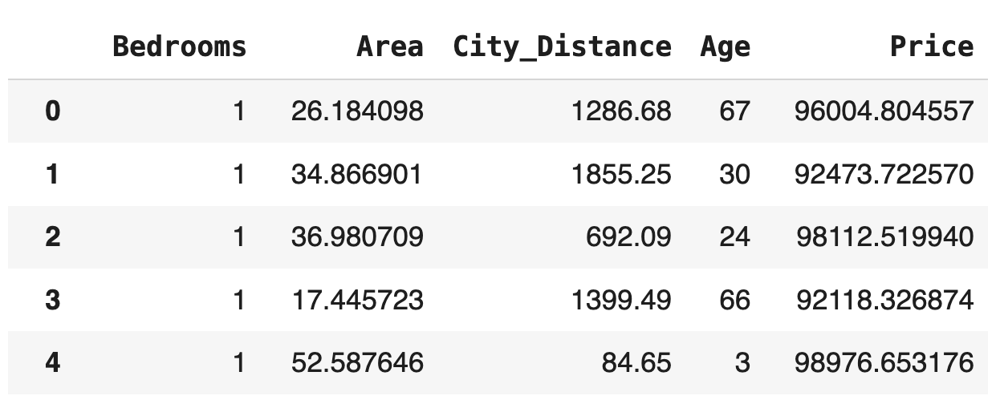 Bedrooms Area City_Distance Age Price
0 1 26.184098 1286.68 67 96004.804557
1 1 34.866901 1855.25 30 92473.722570
2 1 36.980709 692.09 24 98112.519940
3 1 17.445723 1399.49 66 92118.326874
4 1 52.587646 84.65 3 98976.653176